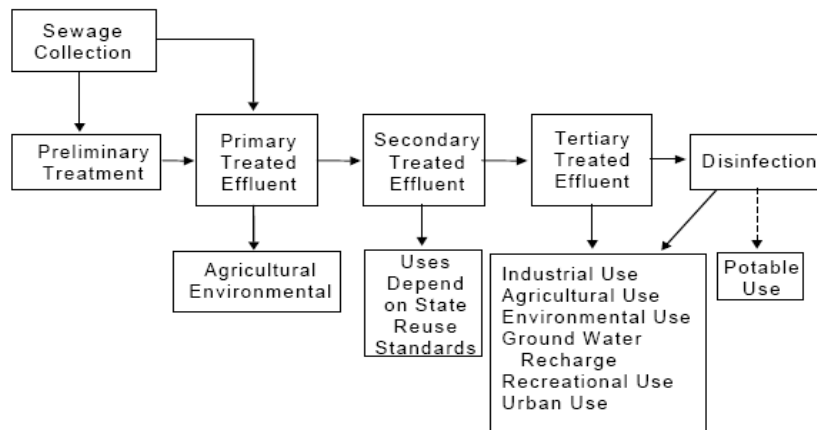 Sewage
Collection
Preliminary
Treatment
Primary
Treated
Effluent
Secondary
Treated
Effluent
Tertiary
Treated
Effluent
Disinfection
Agricultural
Environmental
Uses
Depend
on State
Reuse
Standards
Industrial Use
Agricultural Use
Environmental Use
Ground Water
Recharge
Recreational Use
Urban Use
Potable
Use